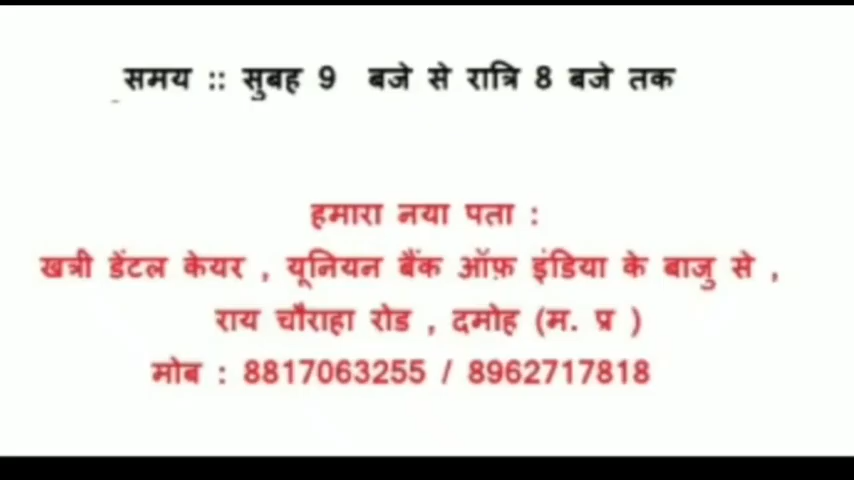 समय :: सुबह 9 बजे से रात्रि 8 बजे तक
हमारा नया पता :
खत्री डेंटल केयर , यूनियन बैंक ऑफ़ इंडिया के बाजु से ,
राय चौराहा रोड , दमोह (म. प्र )
मोब : 8817063255 / 8962717818